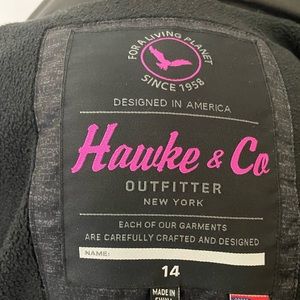 FOR A LIVING PLANET
SINCE 1958
DESIGNED IN AMERICA
Hawke & Co
OUTFITTER
NEW YORK
EACH OF OUR GARMENTS
ARE CAREFULLY CRAFTED AND DESIGNED
NAME:
14
MADE IN